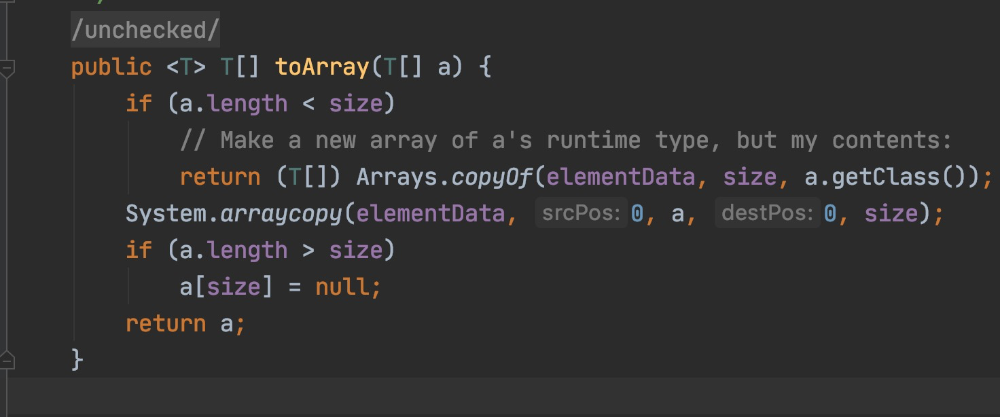 /unchecked/
public <T> T[] toArray(T[] a) {
if (a.length < size)
// Make a new array of a's runtime type, but my contents:
return (T[]) Arrays.copyOf(elementData, size, a.getClass());
System.arraycopy(elementData, srcPos: 0, a, destPos: 0, size);
if (a.length > size)
a[size] = null;
return a;
}